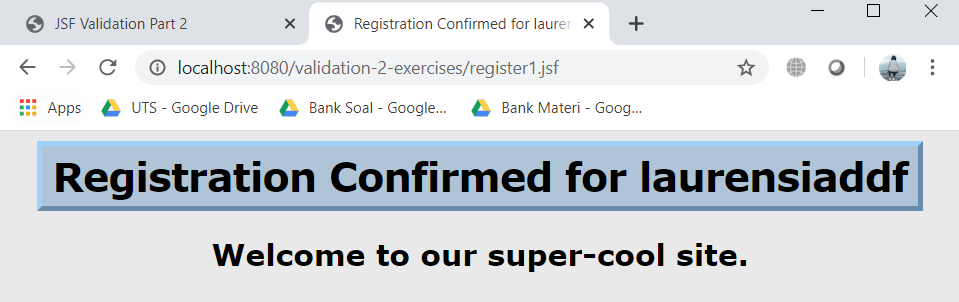 JSF Validation Part 2
Registration Confirmed for lauren
localhost:8080/validation-2-exercises/register1.jsf
Apps
UTS - Google Drive
Bank Soal - Google...
Bank Materi - Goog...
Registration Confirmed for laurensiaddf
Welcome to our super-cool site.